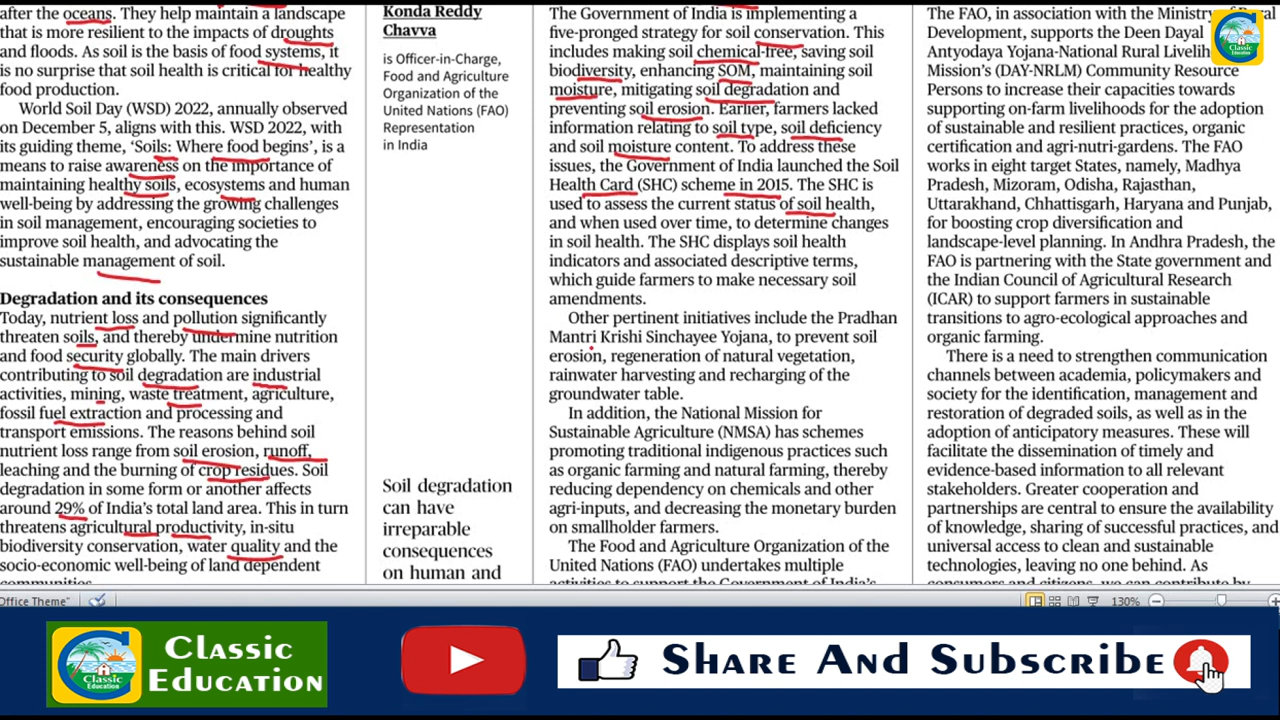 after the oceans. They help maintain a landscape
that is more resilient to the impacts of droughts
and floods. As soil is the basis of food systems, it
is no surprise that soil health is critical for healthy
food production.
World Soil Day (WSD) 2022, annually observed
on December 5, aligns with this. WSD 2022, with
its guiding theme, ‘Soils: Where food begins’, is a
means to raise awareness on the importance of
maintaining healthy soils, ecosystems and human
well-being by addressing the growing challenges
in soil management, encouraging societies to
improve soil health, and advocating the
sustainable management of soil.
Degradation and its consequences
Today, nutrient loss and pollution significantly
threaten soils, and thereby undermine nutrition
and food security globally. The main drivers
contributing to soil degradation are industrial
activities, mining, waste treatment, agriculture,
fossil fuel extraction and processing and
transport emissions. The reasons behind soil
nutrient loss range from soil erosion, runoff,
leaching and the burning of crop residues. Soil
degradation in some form or another affects
around 29% of India’s total land area. This in turn
threatens agricultural productivity, in-situ
biodiversity conservation, water quality and the
socio-economic well-being of land dependent
communities.
Konda Reddy
Chavva
is Officer-in-Charge,
Food and Agriculture
Organization of the
United Nations (FAO)
Representation
in India
Soil degradation
can have
irreparable
consequences
on human and
The Government of India is implementing a
five-pronged strategy for soil conservation. This
includes making soil chemical-free, saving soil
biodiversity, enhancing SOM, maintaining soil
moisture, mitigating soil degradation and
preventing soil erosion. Earlier, farmers lacked
information relating to soil type, soil deficiency
and soil moisture content. To address these
issues, the Government of India launched the Soil
Health Card (SHC) scheme in 2015. The SHC is
used to assess the current status of soil health,
and when used over time, to determine changes
in soil health. The SHC displays soil health
indicators and associated descriptive terms,
which guide farmers to make necessary soil
amendments.
Other pertinent initiatives include the Pradhan
Mantri Krishi Sinchayee Yojana, to prevent soil
erosion, regeneration of natural vegetation,
rainwater harvesting and recharging of the
groundwater table.
In addition, the National Mission for
Sustainable Agriculture (NMSA) has schemes
promoting traditional indigenous practices such
as organic farming and natural farming, thereby
reducing dependency on chemicals and other
agri-inputs, and decreasing the monetary burden
on smallholder farmers.
The Food and Agriculture Organization of the
United Nations (FAO) undertakes multiple
activities to support the Government of India’s
The FAO, in association with the Ministry of Rural
Development, supports the Deen Dayal
Antyodaya Yojana-National Rural Livelih
Mission’s (DAY-NRLM) Community Resource
Persons to increase their capacities towards
supporting on-farm livelihoods for the adoption
of sustainable and resilient practices, organic
certification and agri-nutri-gardens. The FAO
works in eight target States, namely, Madhya
Pradesh, Mizoram, Odisha, Rajasthan,
Uttarakhand, Chhattisgarh, Haryana and Punjab,
for boosting crop diversification and
landscape-level planning. In Andhra Pradesh, the
FAO is partnering with the State government and
the Indian Council of Agricultural Research
(ICAR) to support farmers in sustainable
transitions to agro-ecological approaches and
organic farming.
There is a need to strengthen communication
channels between academia, policymakers and
society for the identification, management and
restoration of degraded soils, as well as in the
adoption of anticipatory measures. These will
facilitate the dissemination of timely and
evidence-based information to all relevant
stakeholders. Greater cooperation and
partnerships are central to ensure the availability
of knowledge, sharing of successful practices, and
universal access to clean and sustainable
technologies, leaving no one behind. As
consumers and citizens, we can contribute by
Classic
Education
Office Theme"
130%
Classic
Education
Classic
Education
Share And Subscribe